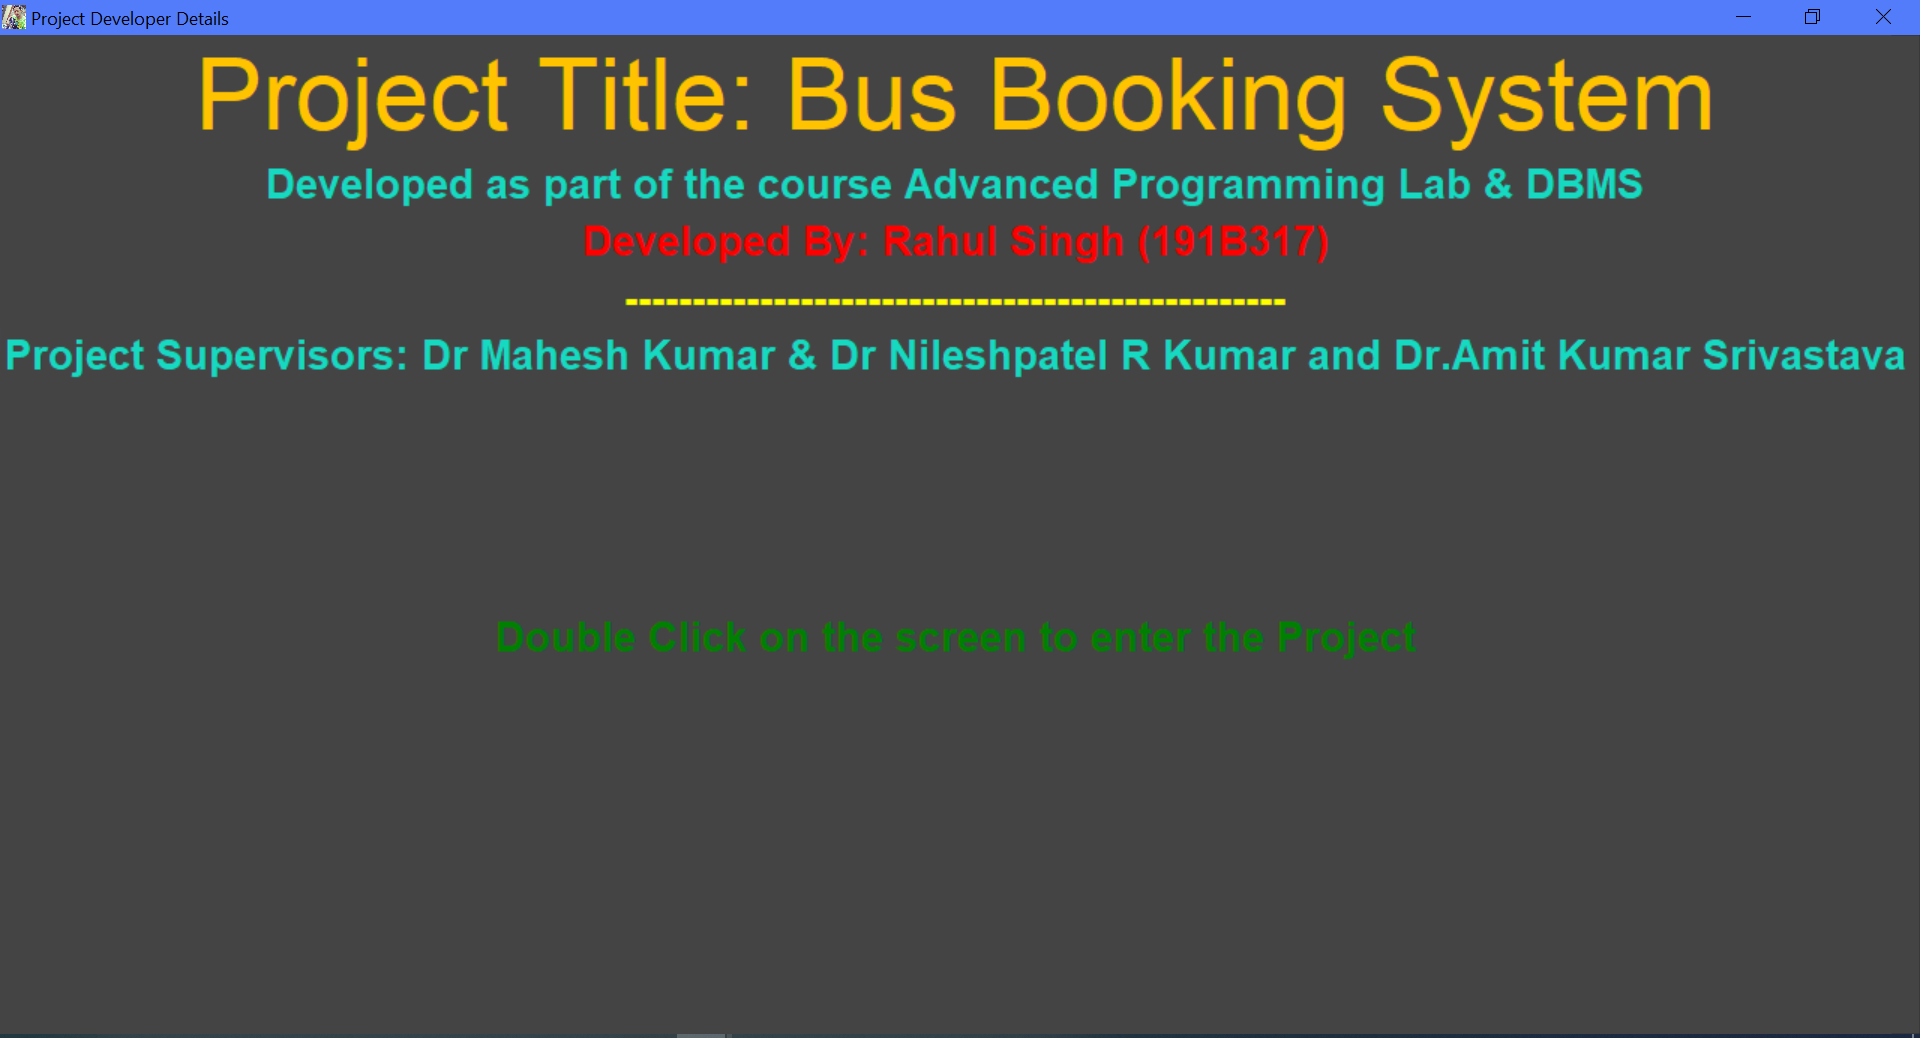 Project Developer Details
Project Title: Bus Booking System
Developed as part of the course Advanced Programming Lab & DBMS
Developed By: Rahul Singh (191B317)
-------------------------------------------------
Project Supervisors: Dr Mahesh Kumar & Dr Nileshpatel R Kumar and Dr.Amit Kumar Srivastava
Double Click on the screen to enter the Project